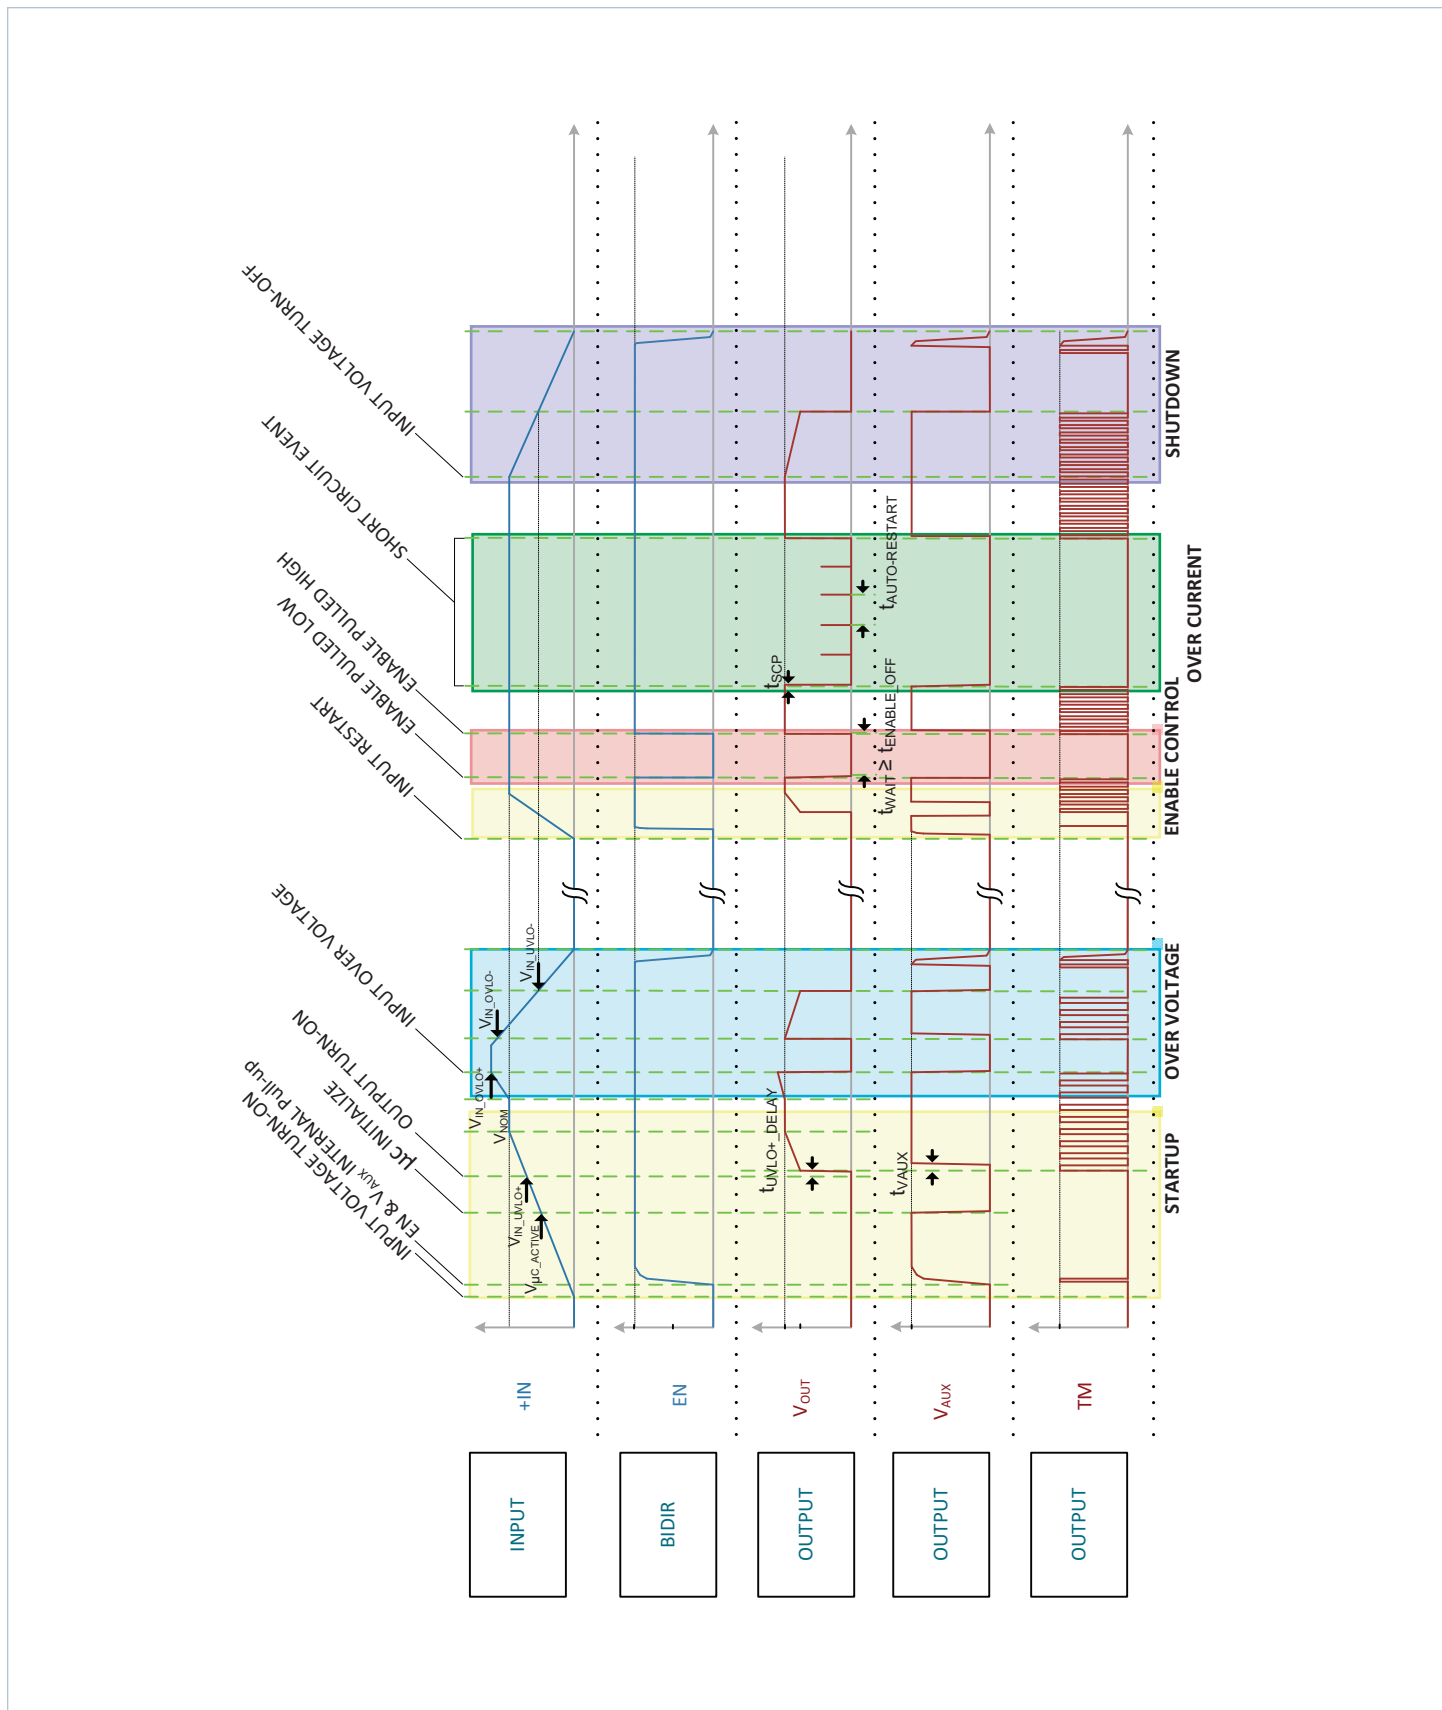 INPUT VOLTAGE TURN-ON
EN & VAUX INTERNAL Pull-up
µC INITIALIZE
OUTPUT TURN-ON
INPUT OVER VOLTAGE
INPUT RESTART
ENABLE PULLED LOW
ENABLE PULLED HIGH
SHORT CIRCUIT EVENT
INPUT VOLTAGE TURN-OFF
INPUT
+IN
VµC_ACTIVE
VIN_UVLO+
VNOM
VIN_OVLO+
VIN_OVLO-
VIN_UVLO-
BIDIR
EN
OUTPUT
VOUT
tUVLO+_DELAY
tSCP
tWAIT ≥ tENABLE_OFF
tAUTO-RESTART
OUTPUT
VAUX
tVAUX
OUTPUT
TM
STARTUP
OVER VOLTAGE
ENABLE CONTROL
OVER CURRENT
SHUTDOWN